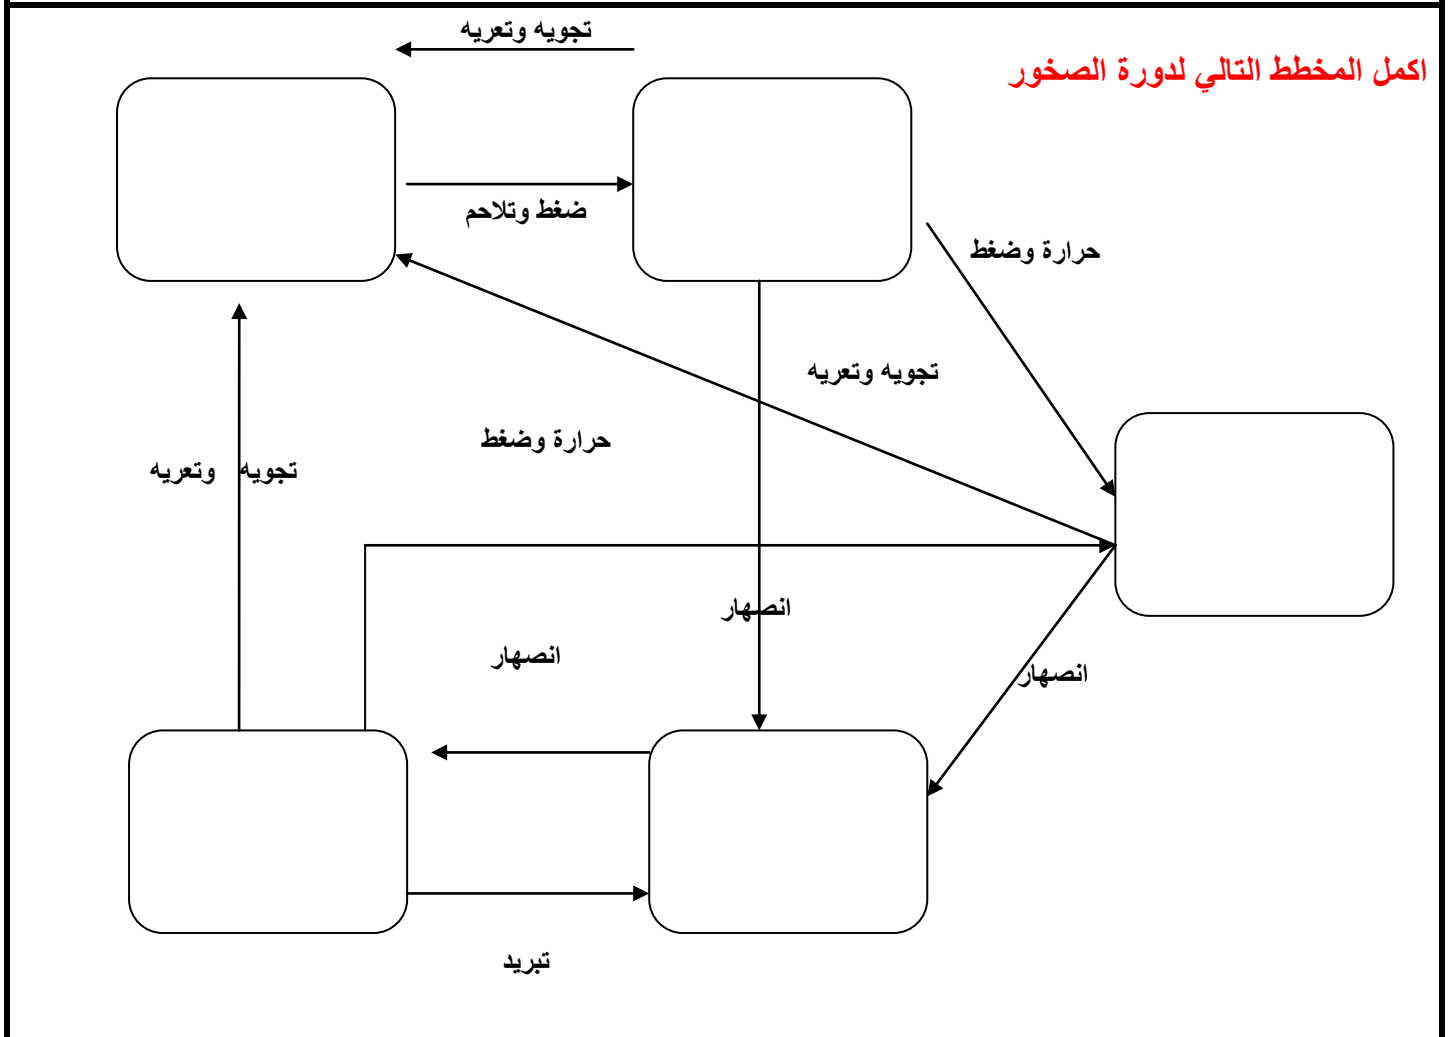 تجويه وتعريه
اكمل المخطط التالي لدورة الصخور
ضغط وتلاحم
حرارة وضغط
تجويه وتعريه
حرارة وضغط
تجويه وتعريه
انصهار
انصهار
انصهار
تبريد